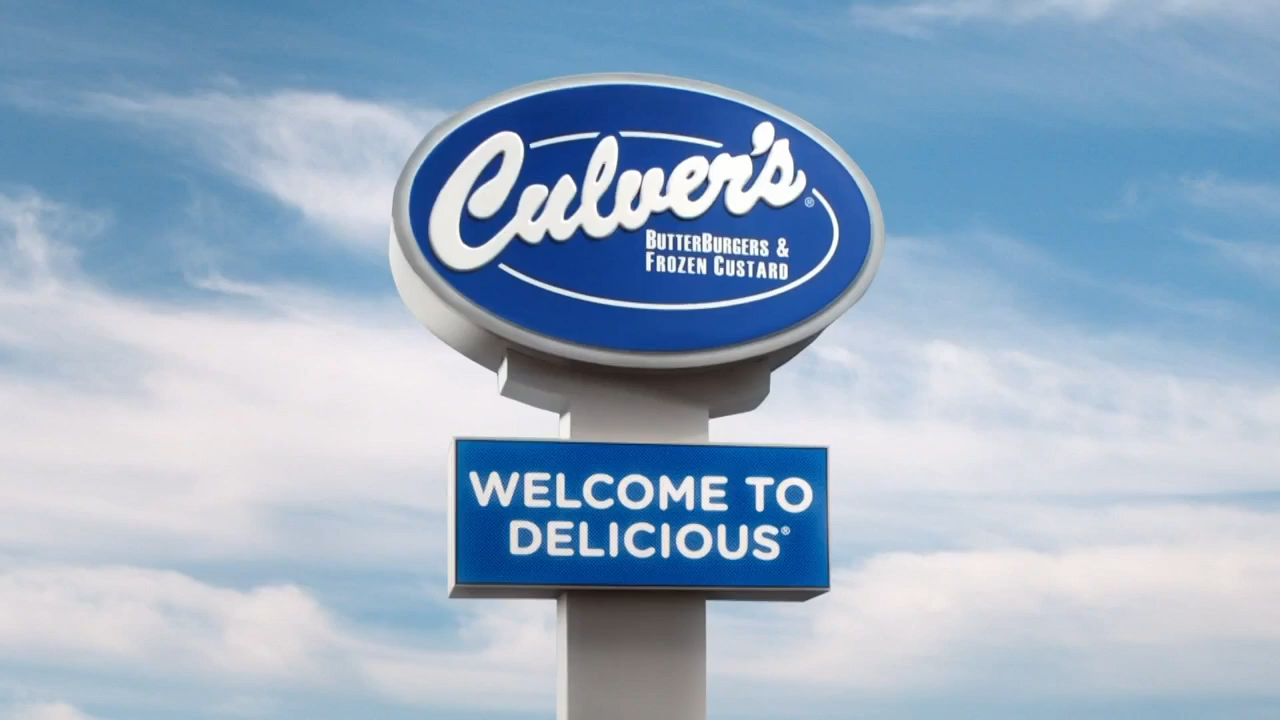 Culver's®
ButterBurgers &
Frozen Custard
WELCOME TO
DELICIOUS®